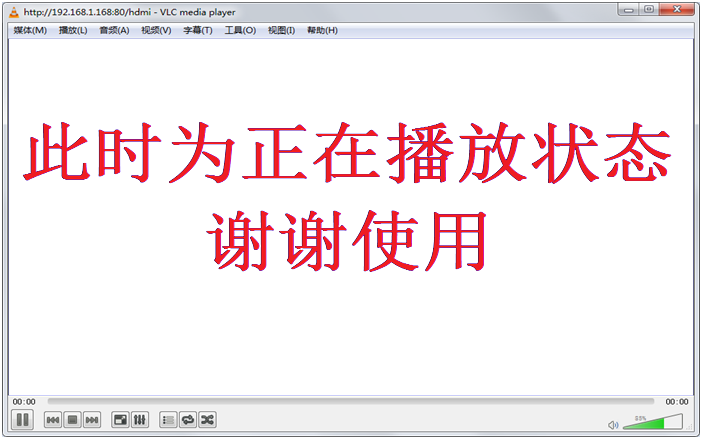 http://192.168.1.168:80/hdmi - VLC media player
媒体(M) 播放(L) 音频(A) 视频(V) 字幕(T) 工具(O) 视图(I) 帮助(H)
此时为正在播放状态
谢谢使用
00:00 00:00